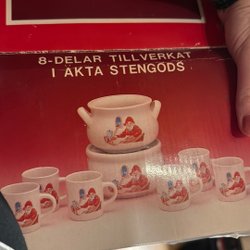 8-DELAR TILLVERKAT
I ÄKTA STENGODS